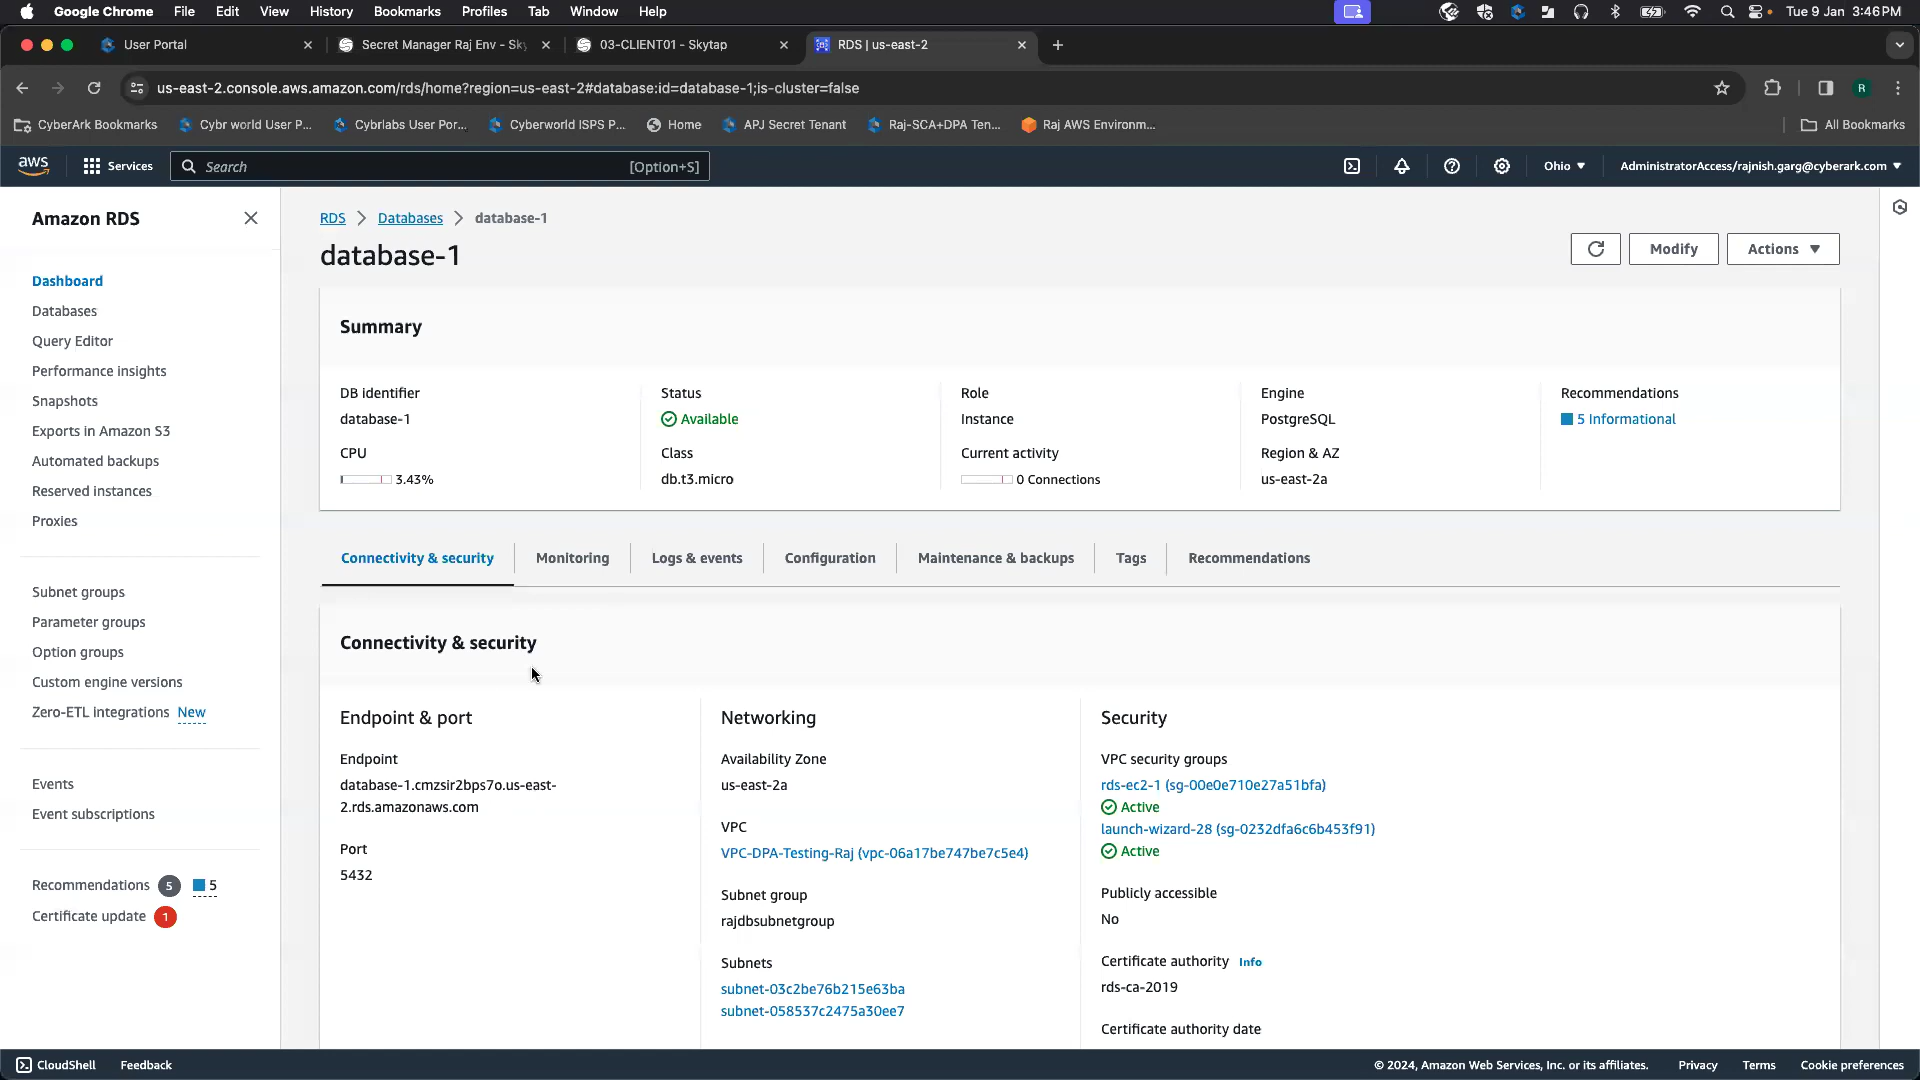 Google Chrome File Edit View History Bookmarks Profiles Tab Window Help Tue 9 Jan 3:46 PM
User Portal
Secret Manager Raj Env - Sky
03-CLIENT01 - Skytap
RDS | us-east-2
us-east-2.console.aws.amazon.com/rds/home?region=us-east-2#database:id=database-1;is-cluster=false
R
CyberArk Bookmarks
Cybr world User P...
Cybrlabs User Por...
Cyberworld ISPS P...
Home
APJ Secret Tenant
Raj-SCA+DPA Ten...
Raj AWS Environm...
All Bookmarks
aws
Services
Search
[Option+S]
Ohio
AdministratorAccess/rajnish.garg@cyberark.com
Amazon RDS
Dashboard
Databases
Query Editor
Performance insights
Snapshots
Exports in Amazon S3
Automated backups
Reserved instances
Proxies
Subnet groups
Parameter groups
Option groups
Custom engine versions
Zero-ETL integrations New
Events
Event subscriptions
Recommendations 5 5
Certificate update 1
RDS > Databases > database-1
database-1
Modify
Actions
Summary
DB identifier
database-1
CPU
3.43%
Status
Available
Class
db.t3.micro
Role
Instance
Current activity
0 Connections
Engine
PostgreSQL
Region & AZ
us-east-2a
Recommendations
5 Informational
Connectivity & security
Monitoring
Logs & events
Configuration
Maintenance & backups
Tags
Recommendations
Connectivity & security
Endpoint & port
Endpoint
database-1.cmzsir2bps7o.us-east-
2.rds.amazonaws.com
Port
5432
Networking
Availability Zone
us-east-2a
VPC
VPC-DPA-Testing-Raj (vpc-06a17be747be7c5e4)
Subnet group
rajdbsubnetgroup
Subnets
subnet-03c2be76b215e63ba
subnet-058537c2475a30ee7
Security
VPC security groups
rds-ec2-1 (sg-00e0e710e27a51bfa)
Active
launch-wizard-28 (sg-0232dfa6c6b453f91)
Active
Publicly accessible
No
Certificate authority Info
rds-ca-2019
Certificate authority date
CloudShell
Feedback
© 2024, Amazon Web Services, Inc. or its affiliates.
Privacy
Terms
Cookie preferences